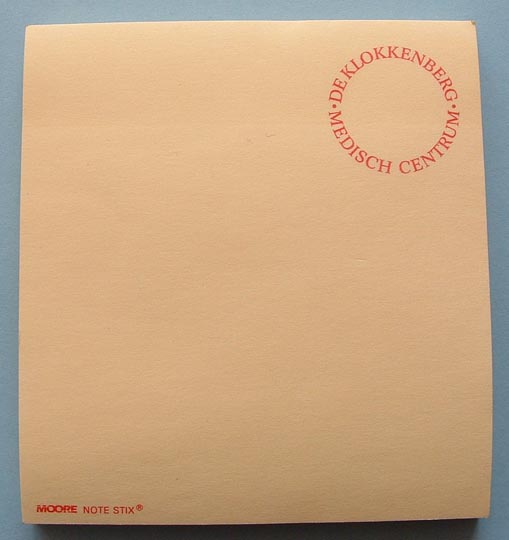 · DE KLOKKENBERG ·
MEDISCH CENTRUM
MOORE NOTE STIX®